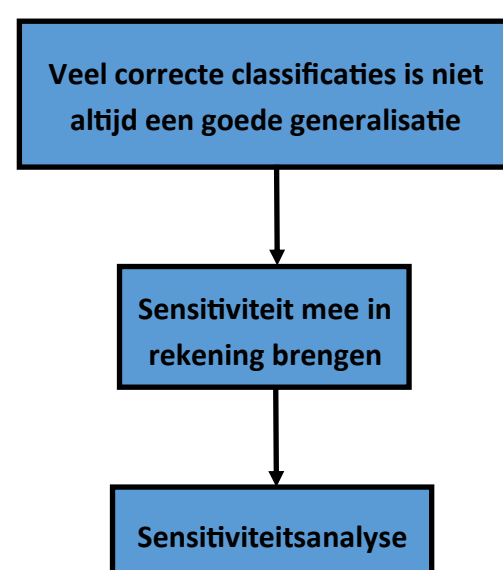 Veel correcte classificaties is niet
altijd een goede generalisatie
Sensitiviteit mee in
rekening brengen
Sensitiviteitsanalyse